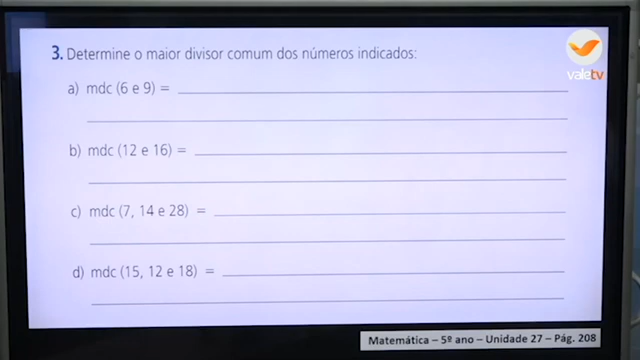 valetv
3. Determine o maior divisor comum dos números indicados:
a) mdc (6 e 9) =
b) mdc (12 e 16) =
c) mdc (7, 14 e 28) =
d) mdc (15, 12 e 18) =
Matemática – 5º ano – Unidade 27 – Pág. 208